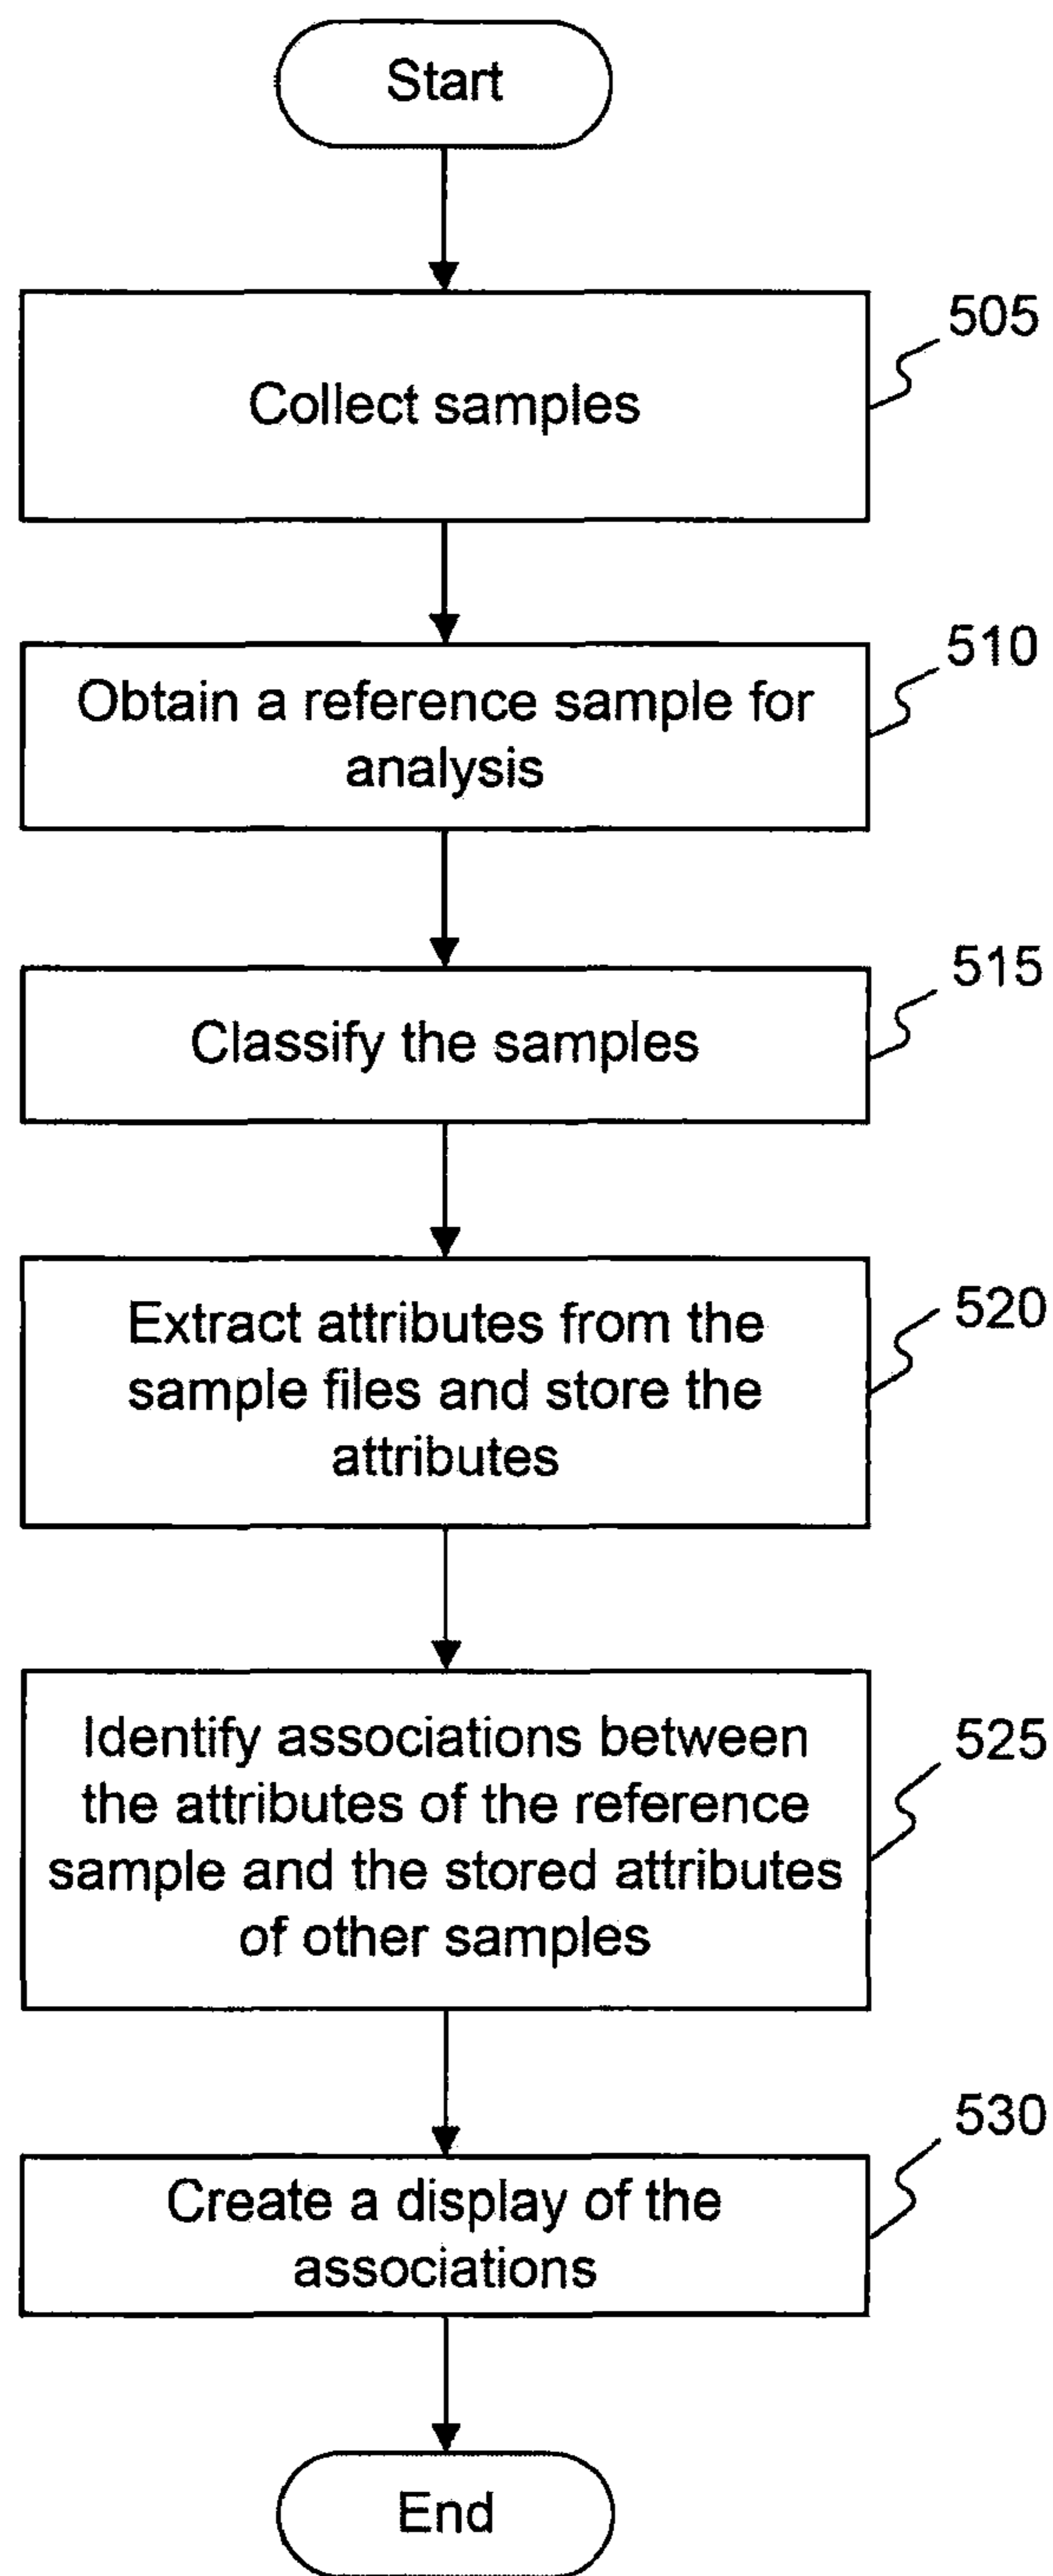 Start
505
Collect samples
510
Obtain a reference sample for
analysis
515
Classify the samples
520
Extract attributes from the
sample files and store the
attributes
525
Identify associations between
the attributes of the reference
sample and the stored attributes
of other samples
530
Create a display of the
associations
End